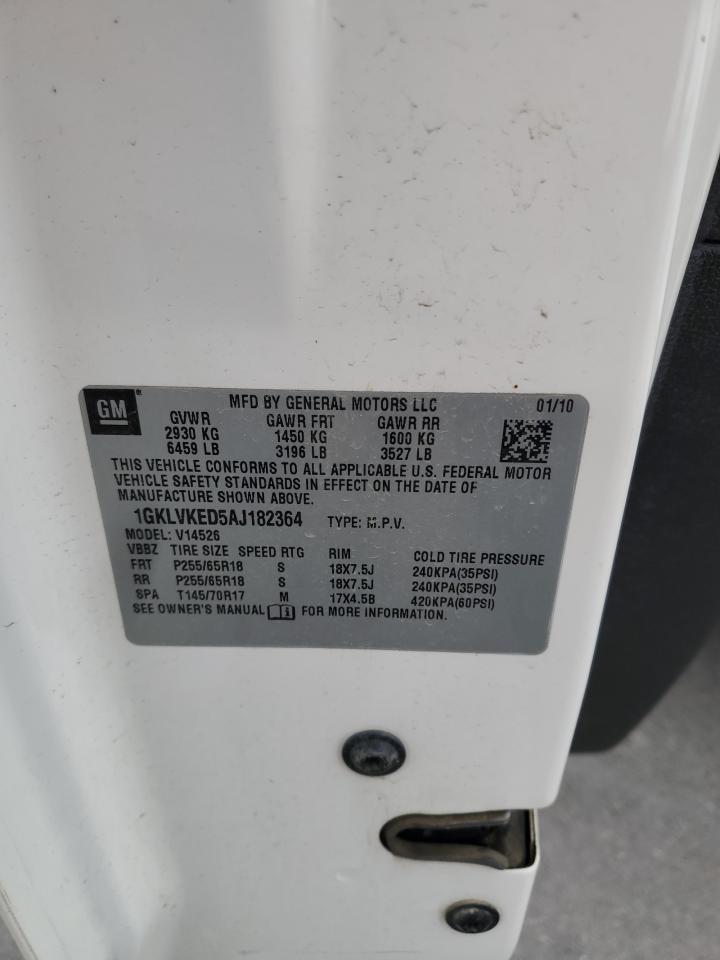 GM ® MFD BY GENERAL MOTORS LLC 01/10
GVWR GAWR FRT GAWR RR
2930 KG 1450 KG 1600 KG
6459 LB 3196 LB 3527 LB
THIS VEHICLE CONFORMS TO ALL APPLICABLE U.S. FEDERAL MOTOR
VEHICLE SAFETY STANDARDS IN EFFECT ON THE DATE OF
MANUFACTURE SHOWN ABOVE.
1GKLVKED5AJ182364 TYPE: M.P.V.
MODEL: V14526
VBBZ TIRE SIZE SPEED RTG RIM COLD TIRE PRESSURE
FRT P255/65R18 S 18X7.5J 240KPA(35PSI)
RR P255/65R18 S 18X7.5J 240KPA(35PSI)
SPA T145/70R17 M 17X4.5B 420KPA(60PSI)
SEE OWNER'S MANUAL FOR MORE INFORMATION.